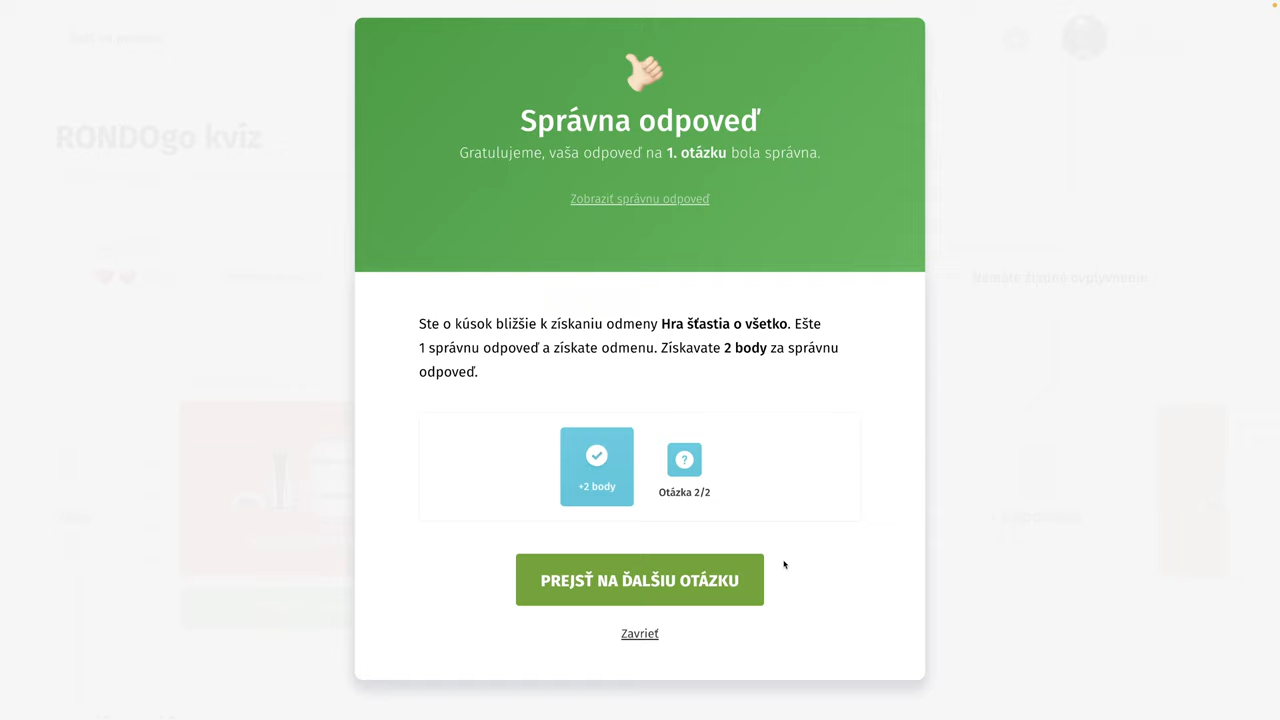 RONDOgo kvíz
Správna odpoveď
Gratulujeme, vaša odpoveď na 1. otázku bola správna.
Zobraziť správnu odpoveď
Ste o kúsok bližšie k získaniu odmeny Hra šťastia o všetko. Ešte
1 správnu odpoveď a získate odmenu. Získavate 2 body za správnu
odpoveď.
+2 body
Otázka 2/2
PREJSŤ NA ĎALŠIU OTÁZKU
Zavrieť